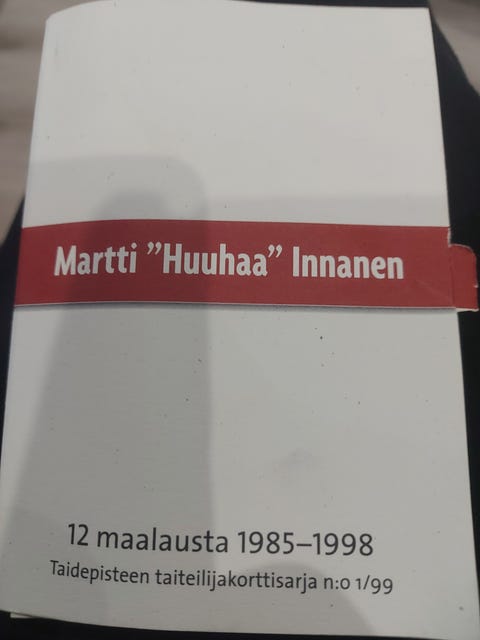 Martti ”Huuhaa” Innanen
12 maalausta 1985–1998
Taidepisteen taiteilijakorttisarja n:o 1/99